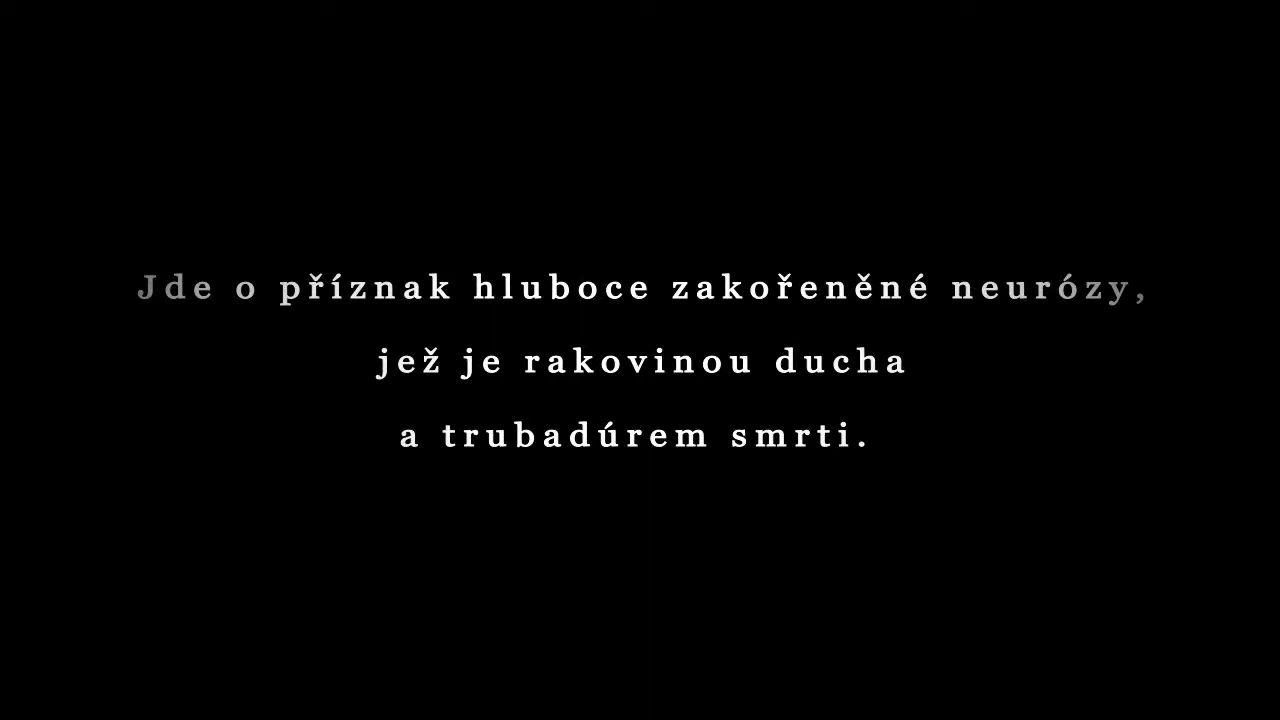 Jde o příznak hluboce zakořeněné neurózy,
jež je rakovinou ducha
a trubadúrem smrti.